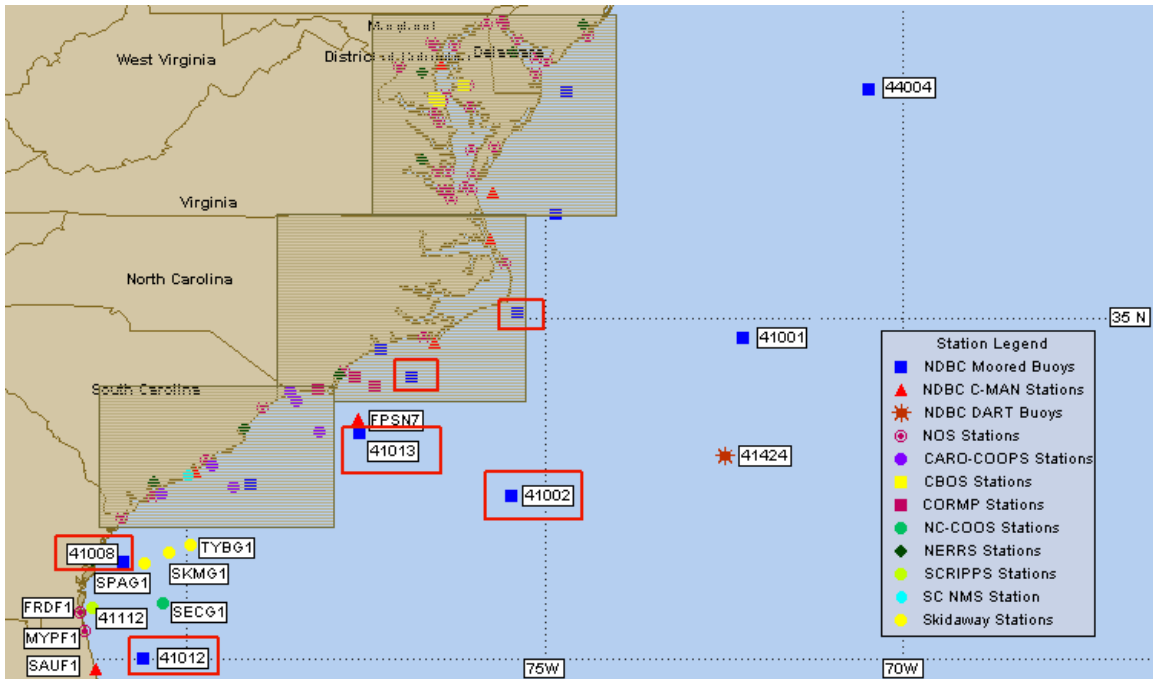 Maryland
West Virginia
District of Columbia
Delaware
44004
Virginia
North Carolina
35 N
41001
South Carolina
FPSN7
41013
41424
41002
41008
TYBG1
SKMG1
SPAG1
FRDF1
41112
SECG1
MYPF1
41012
SAUF1
75W
70W
Station Legend
NDBC Moored Buoys
NDBC C-MAN Stations
NDBC DART Buoys
NOS Stations
CARO-COOPS Stations
CBOS Stations
CORMP Stations
NC-COOS Stations
NERRS Stations
SCRIPPS Stations
SC NMS Station
Skidaway Stations